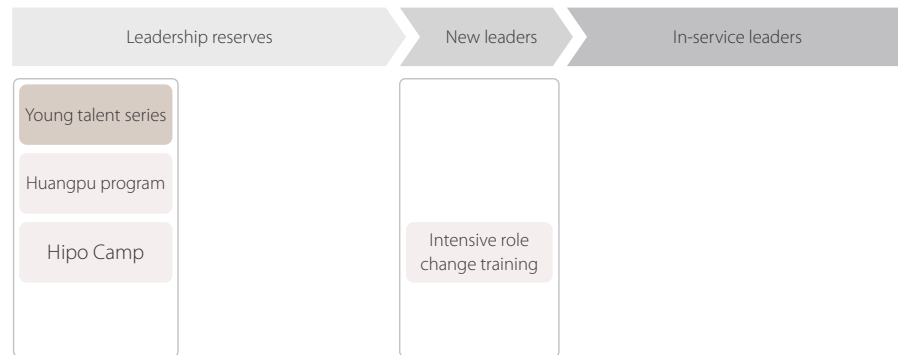 Leadership reserves
New leaders
In-service leaders
Young talent series
Huangpu program
Hipo Camp
Intensive role
change training